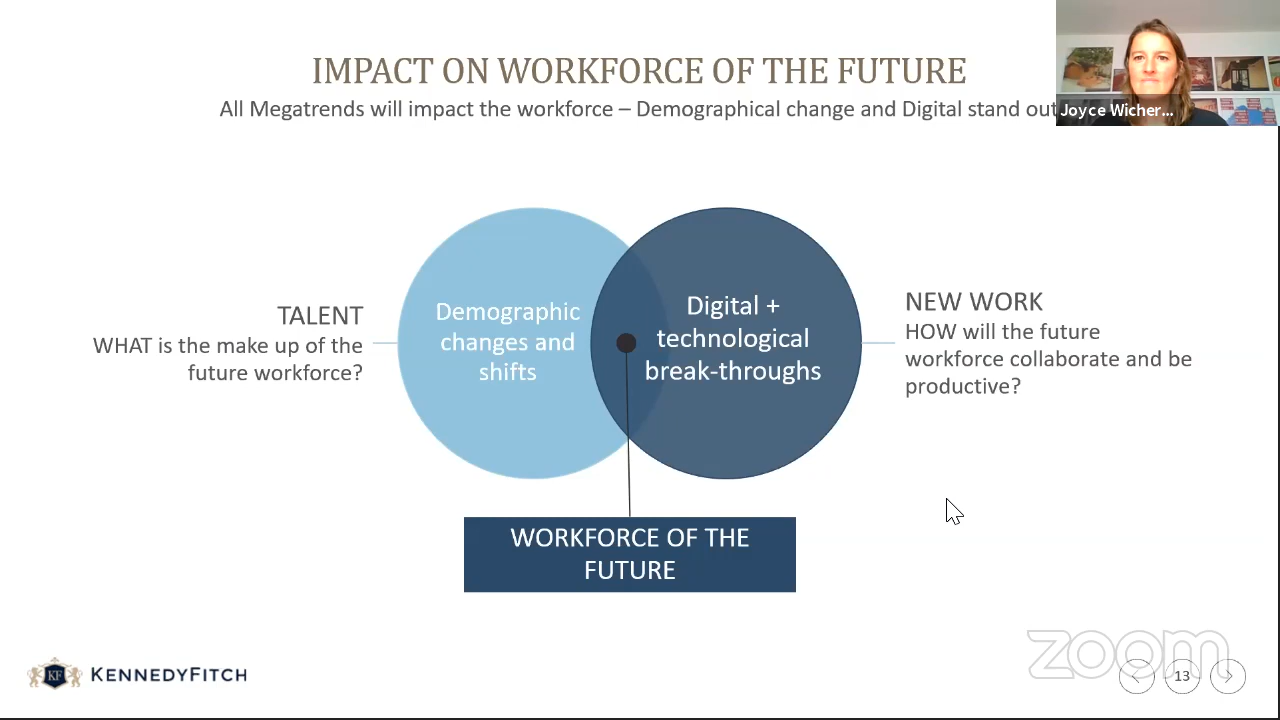 IMPACT ON WORKFORCE OF THE FUTURE
All Megatrends will impact the workforce – Demographical change and Digital stand out
Joyce Wicher...
TALENT
WHAT is the make up of the
future workforce?
Demographic
changes and
shifts
Digital +
technological
break-throughs
NEW WORK
HOW will the future
workforce collaborate and be
productive?
WORKFORCE OF THE
FUTURE
KF
KENNEDYFITCH
zoom
13